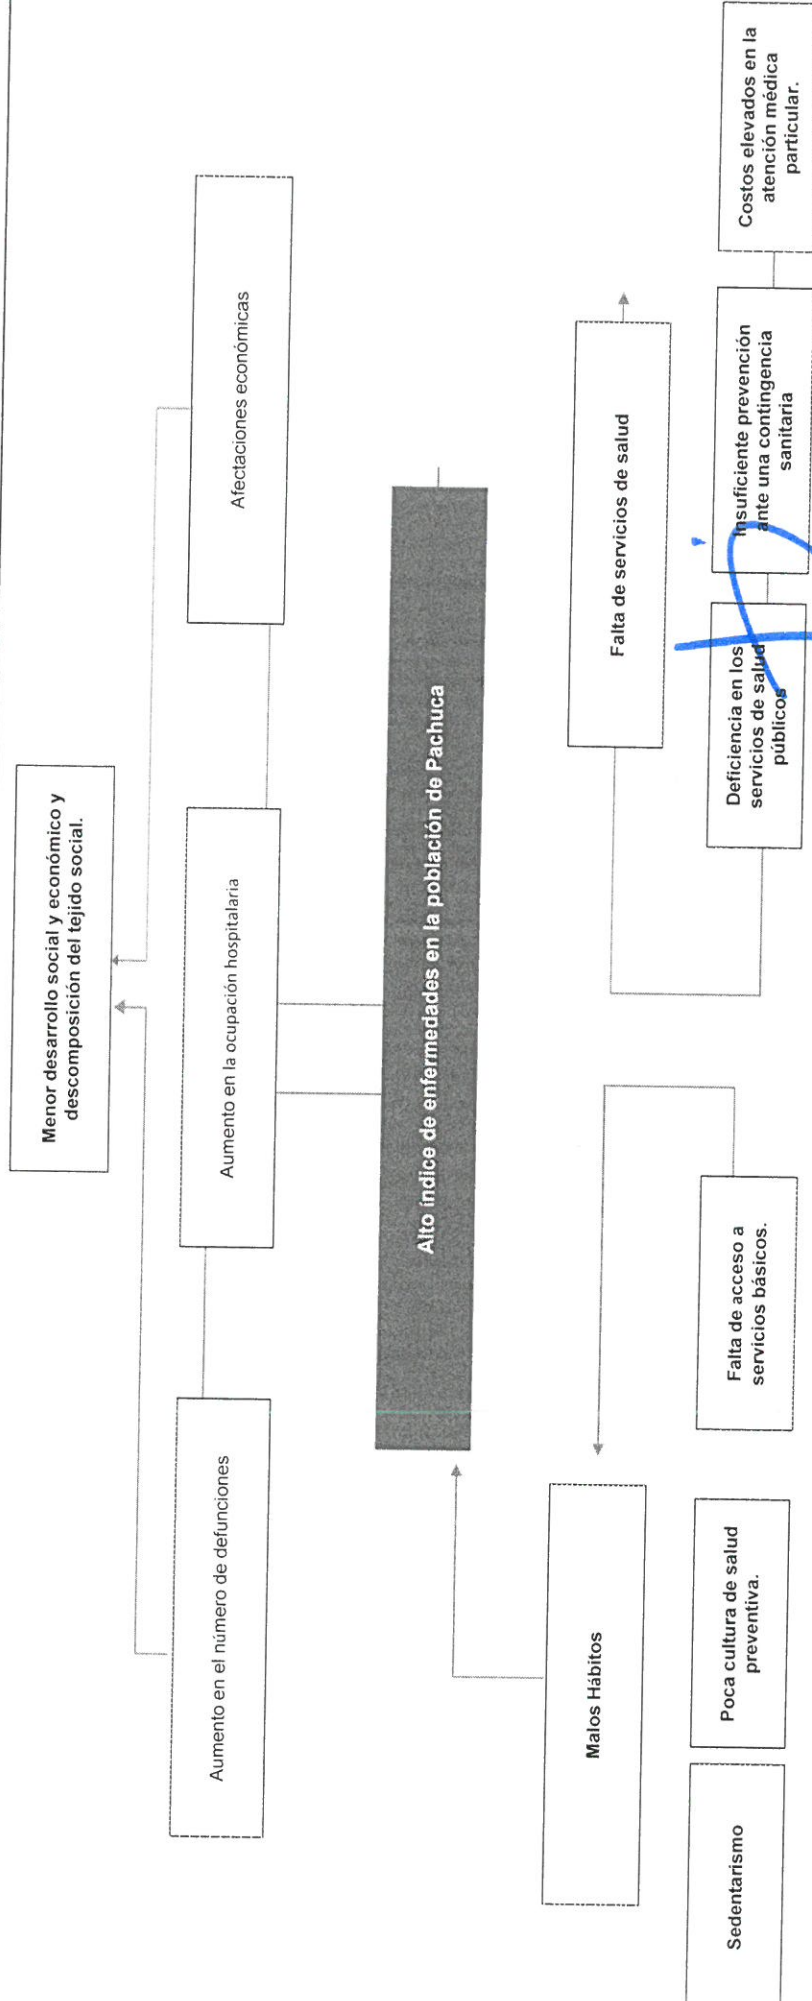 Menor desarrollo social y económico y
descomposición del tejido social.
Aumento en el número de defunciones
Aumento en la ocupación hospitalaria
Afectaciones económicas
Alto índice de enfermedades en la población de Pachuca
Malos Hábitos
Falta de servicios de salud
Sedentarismo
Poca cultura de salud
preventiva.
Falta de acceso a
servicios básicos.
Deficiencia en los
servicios de salud
públicos
Insuficiente prevención
ante una contingencia
sanitaria
Costos elevados en la
atención médica
particular.